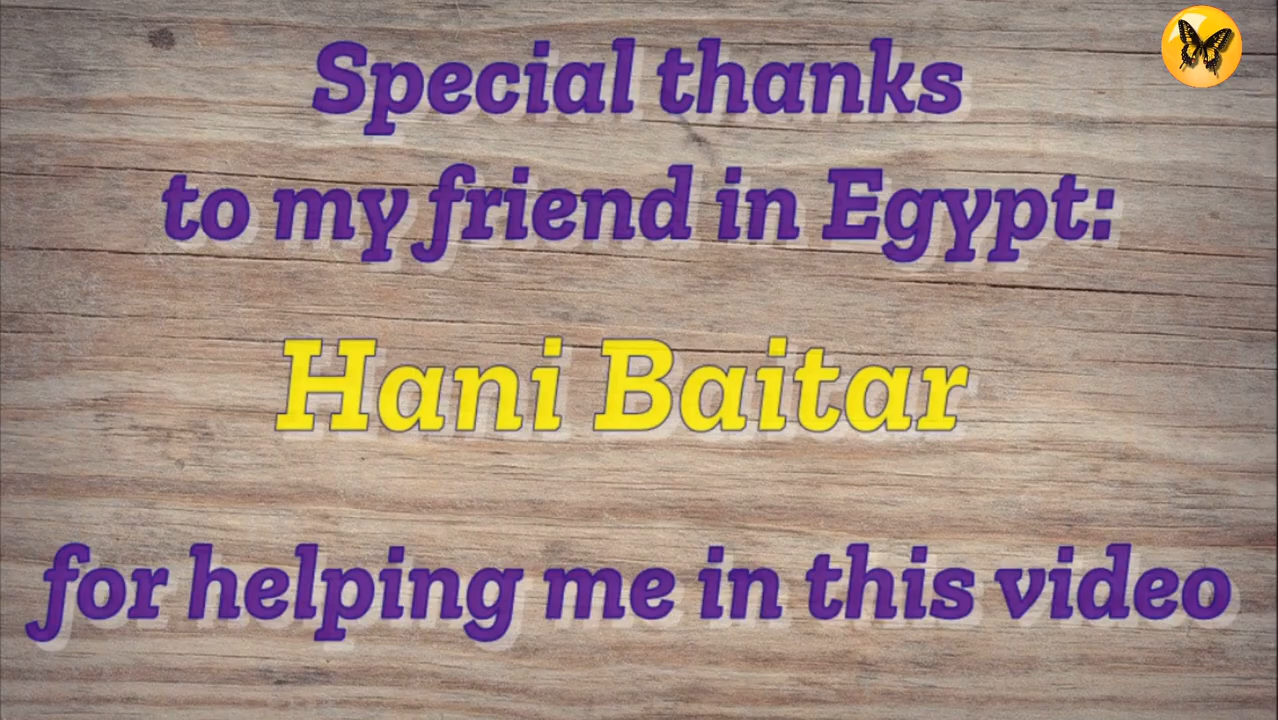 Special thanks
to my friend in Egypt:
Hani Baitar
for helping me in this video